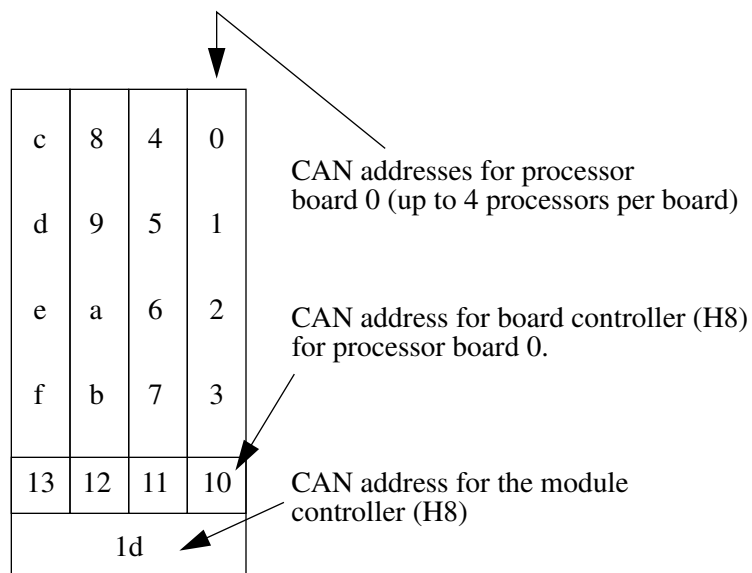 c 8 4 0
CAN addresses for processor
board 0 (up to 4 processors per board)
d 9 5 1
e a 6 2
CAN address for board controller (H8)
for processor board 0.
f b 7 3
13 12 11 10
CAN address for the module
controller (H8)
1d